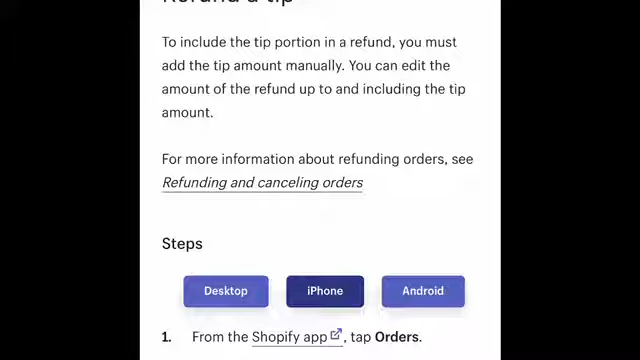 Refund a tip
To include the tip portion in a refund, you must
add the tip amount manually. You can edit the
amount of the refund up to and including the tip
amount.
For more information about refunding orders, see
Refunding and canceling orders
Steps
Desktop iPhone Android
1. From the Shopify app, tap Orders.